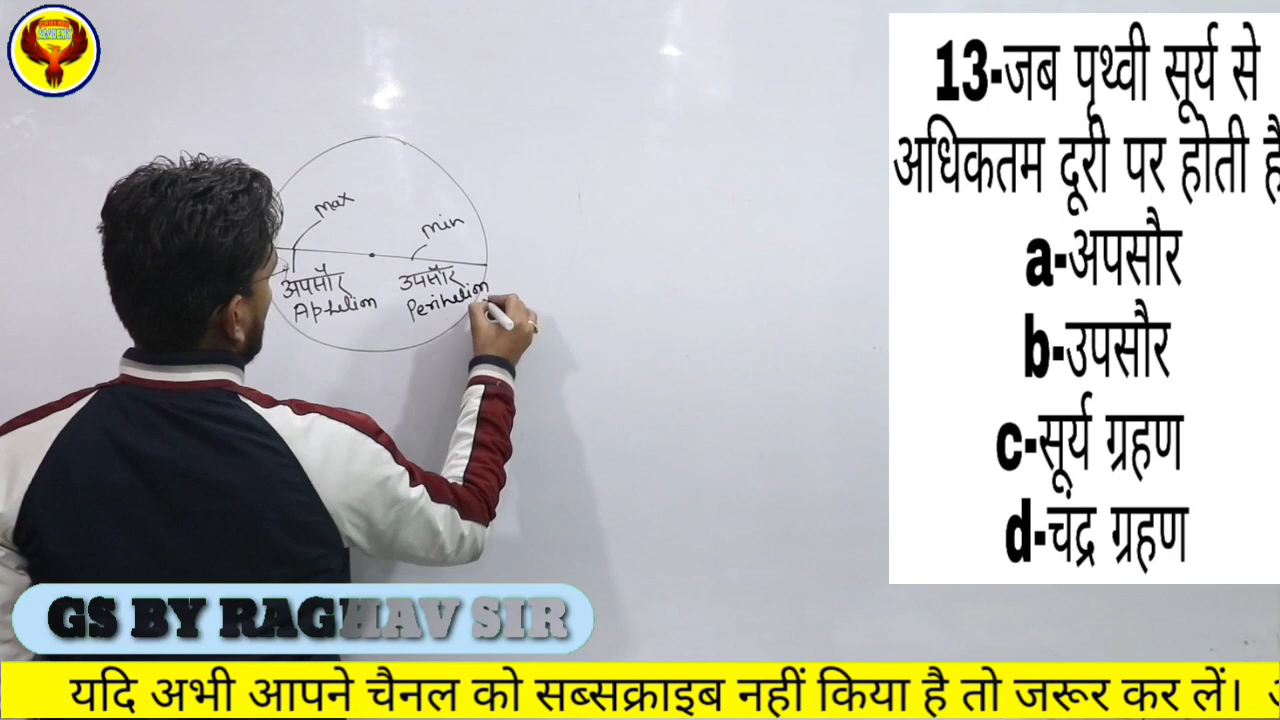 ACADEMY
13-जब पृथ्वी सूर्य से
अधिकतम दूरी पर होती है
a-अपसौर
b-उपसौर
c-सूर्य ग्रहण
d-चंद्र ग्रहण
max
min
अपसौर
उपसौर
Aphelion
Perihelion
GS BY RAGHAV SIR
यदि अभी आपने चैनल को सब्सक्राइब नहीं किया है तो जरूर कर लें।